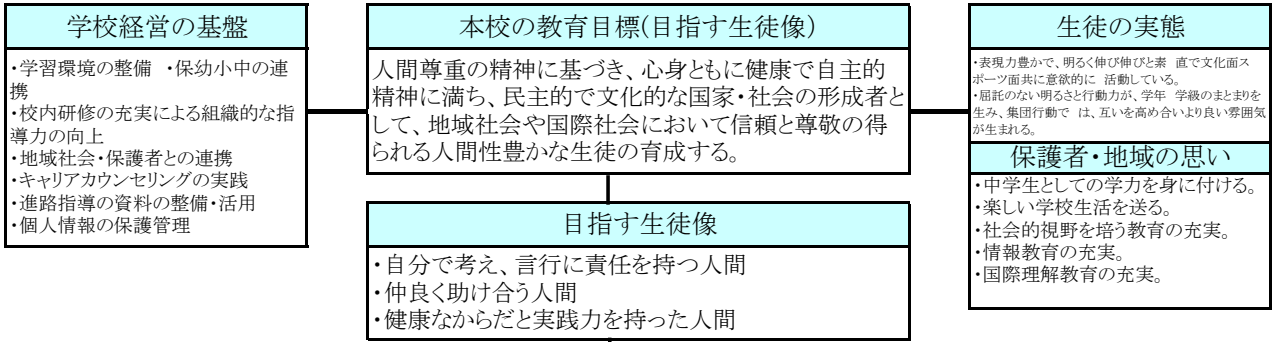 学校経営の基盤
・学習環境の整備 ・保幼小中の連
携
・校内研修の充実による組織的な指
導力の向上
・地域社会・保護者との連携
・キャリアカウンセリングの実践
・進路指導の資料の整備・活用
・個人情報の保護管理
本校の教育目標(目指す生徒像)
人間尊重の精神に基づき、心身ともに健康で自主的
精神に満ち、民主的で文化的な国家・社会の形成者と
して、地域社会や国際社会において信頼と尊敬の得
られる人間性豊かな生徒の育成する。
目指す生徒像
・自分で考え、言行に責任を持つ人間
・仲良く助け合う人間
・健康なからだと実践力を持った人間
生徒の実態
・表現力豊かで、明るく伸び伸びと素 直で文化面ス
ポーツ面共に意欲的に 活動している。
・屈託のない明るさと行動力が、学年 学級のまとまりを
生み、集団行動で は、互いを高め合いより良い雰囲気
が生まれる。
保護者・地域の思い
・中学生としての学力を身に付ける。
・楽しい学校生活を送る。
・社会的視野を培う教育の充実。
・情報教育の充実。
・国際理解教育の充実。